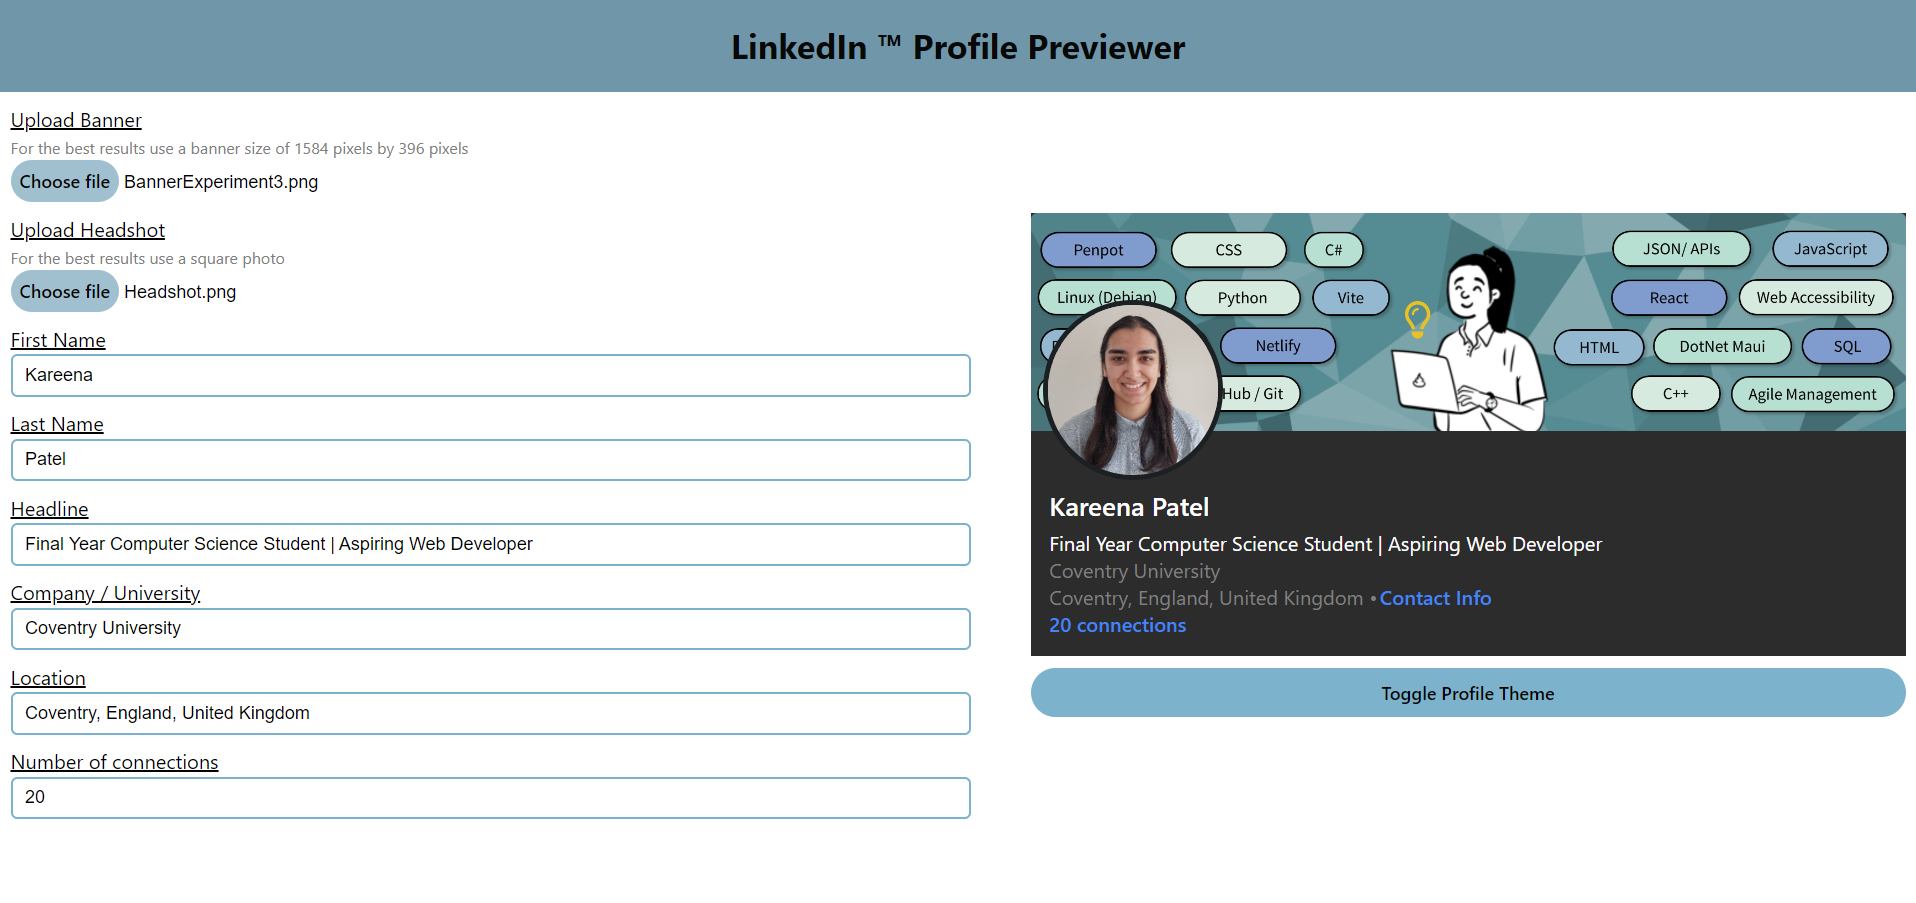 LinkedIn ™ Profile Previewer
Upload Banner
For the best results use a banner size of 1584 pixels by 396 pixels
Choose file BannerExperiment3.png
Upload Headshot
For the best results use a square photo
Choose file Headshot.png
First Name
Kareena
Last Name
Patel
Headline
Final Year Computer Science Student | Aspiring Web Developer
Company / University
Coventry University
Location
Coventry, England, United Kingdom
Number of connections
20
Penpot CSS C# JSON/ APIs JavaScript
Linux (Debian) Python Vite React Web Accessibility
Netlify HTML DotNet Maui SQL
Hub / Git C++ Agile Management
Kareena Patel
Final Year Computer Science Student | Aspiring Web Developer
Coventry University
Coventry, England, United Kingdom • Contact Info
20 connections
Toggle Profile Theme